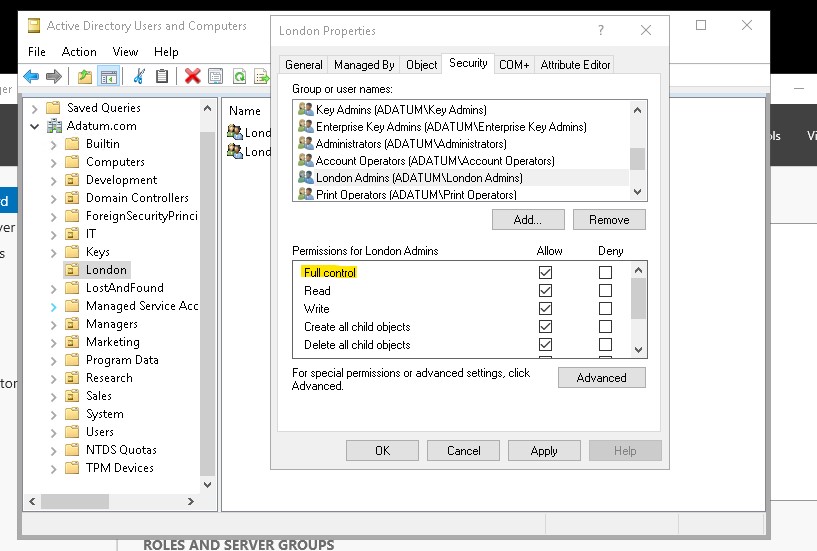 Active Directory Users and Computers
File Action View Help
Saved Queries
Adatum.com
Builtin
Computers
Development
Domain Controllers
ForeignSecurityPrinci
IT
Keys
London
LostAndFound
Managed Service Acc
Managers
Marketing
Program Data
Research
Sales
System
Users
NTDS Quotas
TPM Devices
Name
Lond
Lond
London Properties
General Managed By Object Security COM+ Attribute Editor
Group or user names:
Key Admins (ADATUM\Key Admins)
Enterprise Key Admins (ADATUM\Enterprise Key Admins)
Administrators (ADATUM\Administrators)
Account Operators (ADATUM\Account Operators)
London Admins (ADATUM\London Admins)
Print Operators (ADATUM\Print Operators)
Add... Remove
Permissions for London Admins Allow Deny
Full control
Read
Write
Create all child objects
Delete all child objects
For special permissions or advanced settings, click
Advanced.
Advanced
OK Cancel Apply Help
ROLES AND SERVER GROUPS